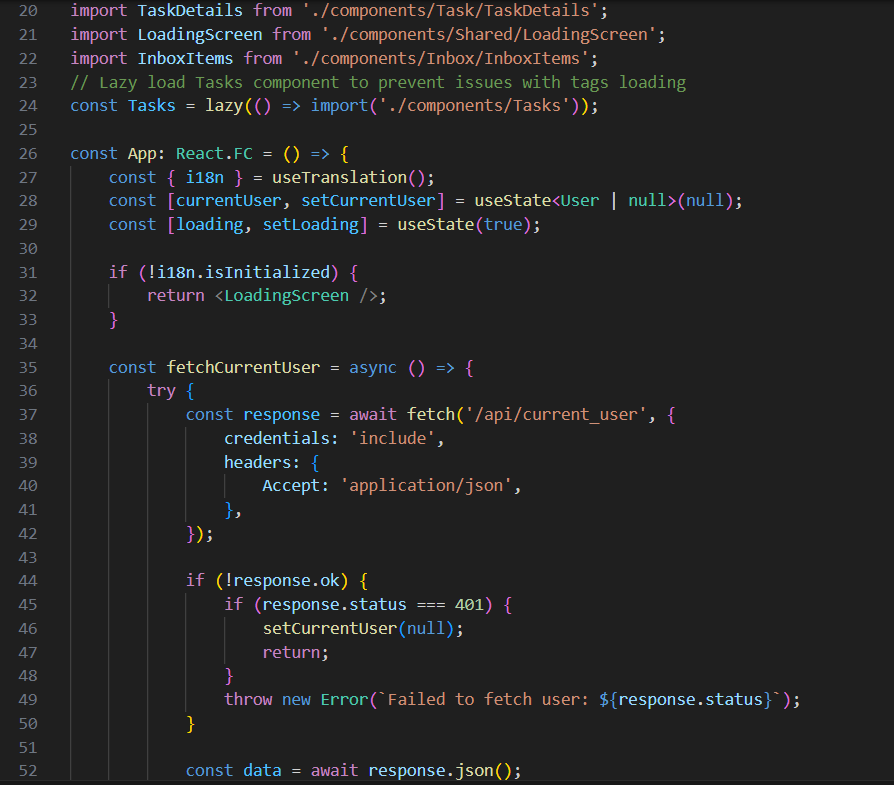 20 import TaskDetails from './components/Task/TaskDetails';
21 import LoadingScreen from './components/Shared/LoadingScreen';
22 import InboxItems from './components/Inbox/InboxItems';
23 // Lazy load Tasks component to prevent issues with tags loading
24 const Tasks = lazy(() => import('./components/Tasks'));
25
26 const App: React.FC = () => {
27     const { i18n } = useTranslation();
28     const [currentUser, setCurrentUser] = useState<User | null>(null);
29     const [loading, setLoading] = useState(true);
30
31     if (!i18n.isInitialized) {
32         return <LoadingScreen />;
33     }
34
35     const fetchCurrentUser = async () => {
36         try {
37             const response = await fetch('/api/current_user', {
38                 credentials: 'include',
39                 headers: {
40                     Accept: 'application/json',
41                 },
42             });
43
44             if (!response.ok) {
45                 if (response.status === 401) {
46                     setCurrentUser(null);
47                     return;
48                 }
49                 throw new Error(`Failed to fetch user: ${response.status}`);
50             }
51
52             const data = await response.json();